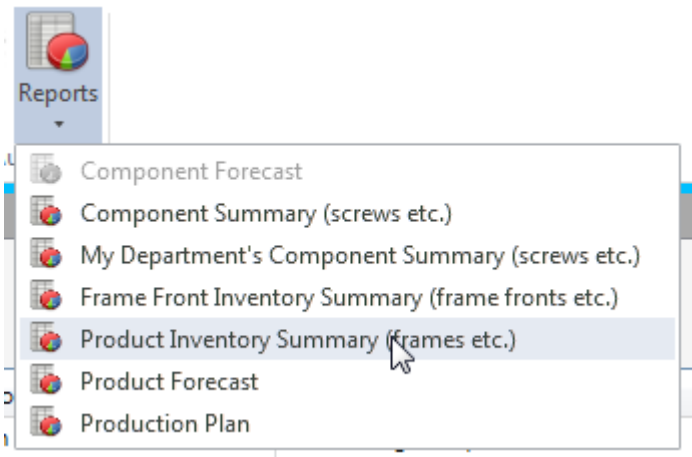 Reports
Component Forecast
Component Summary (screws etc.)
My Department's Component Summary (screws etc.)
Frame Front Inventory Summary (frame fronts etc.)
Product Inventory Summary (frames etc.)
Product Forecast
Production Plan